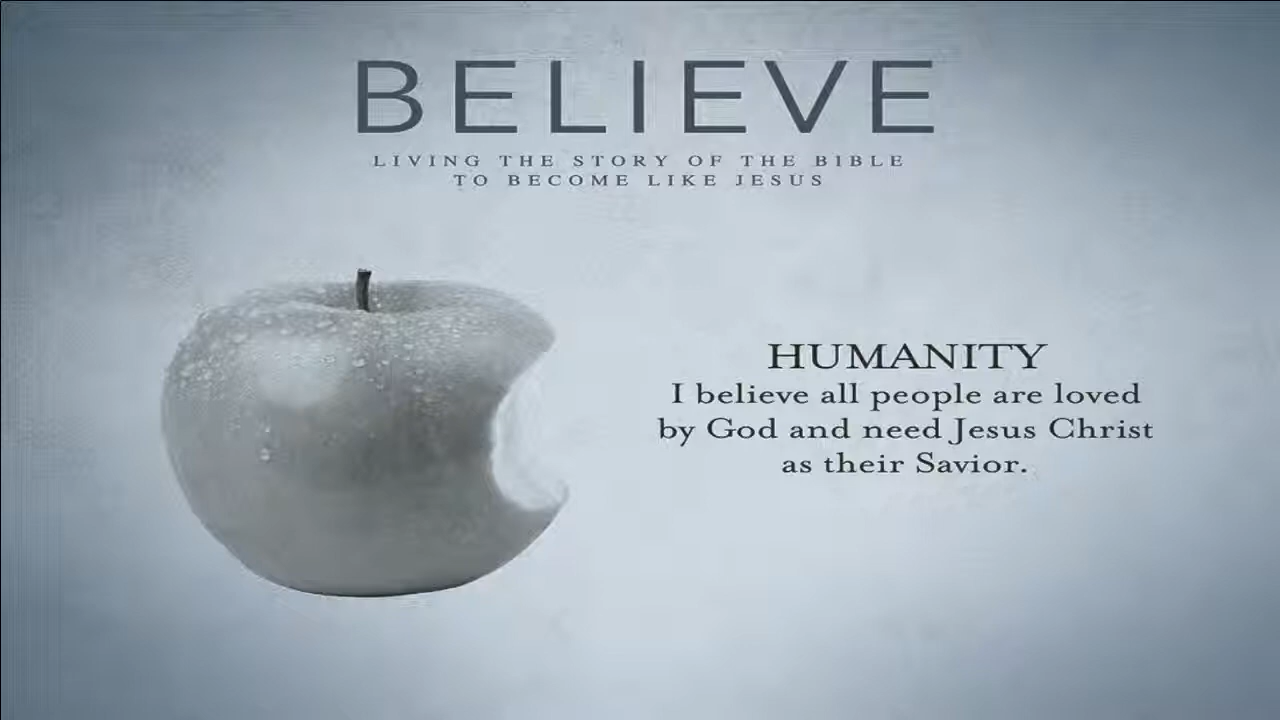 BELIEVE
LIVING THE STORY OF THE BIBLE
TO BECOME LIKE JESUS
HUMANITY
I believe all people are loved
by God and need Jesus Christ
as their Savior.